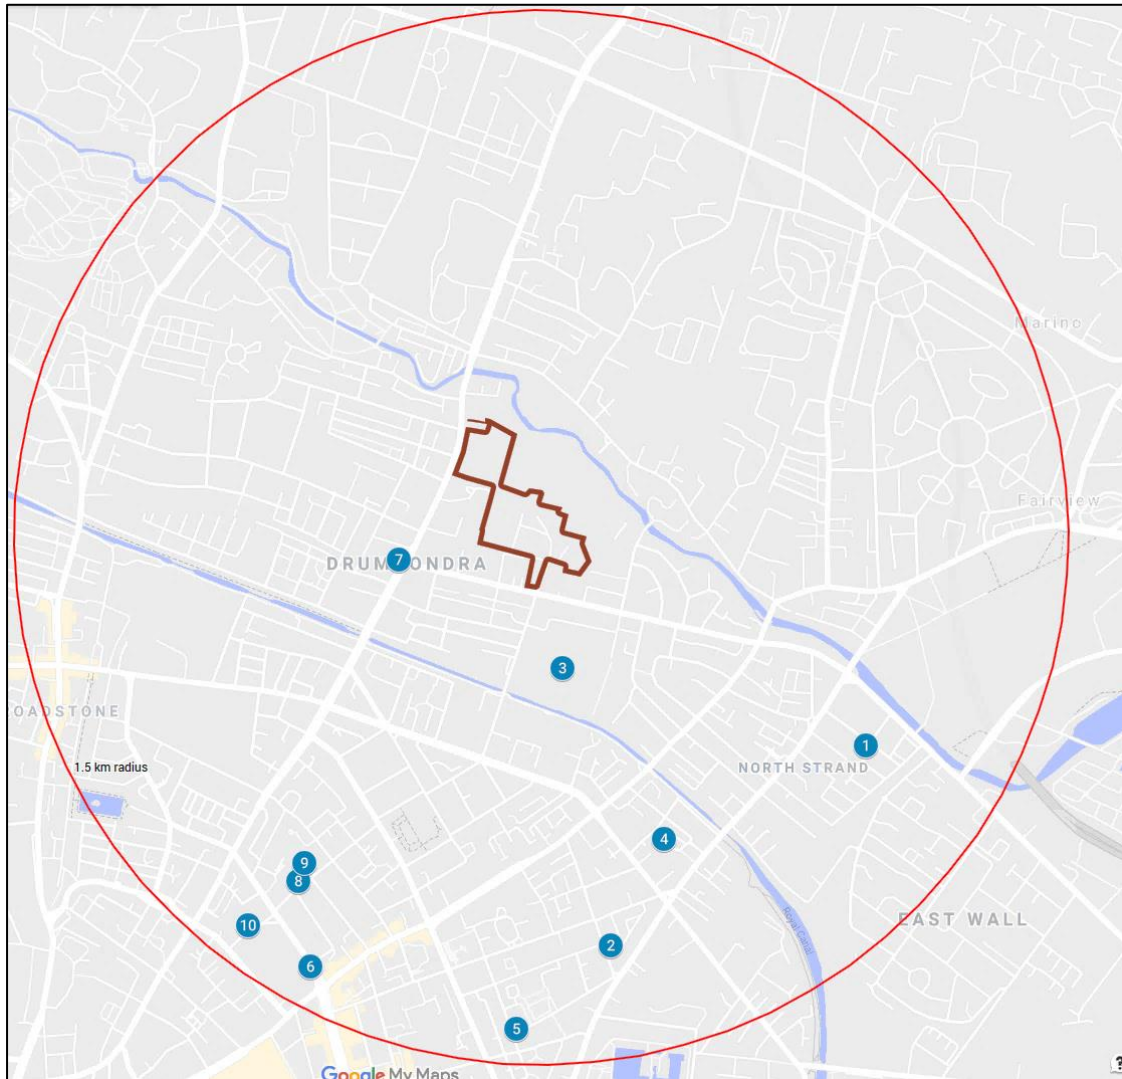 Marino
Fairview
7
DRUMCONDRA
3
OADSTONE
1
1.5 km radius
NORTH STRAND
4
9
8
10
EAST WALL
Royal Canal
2
6
5
Google My Maps
?